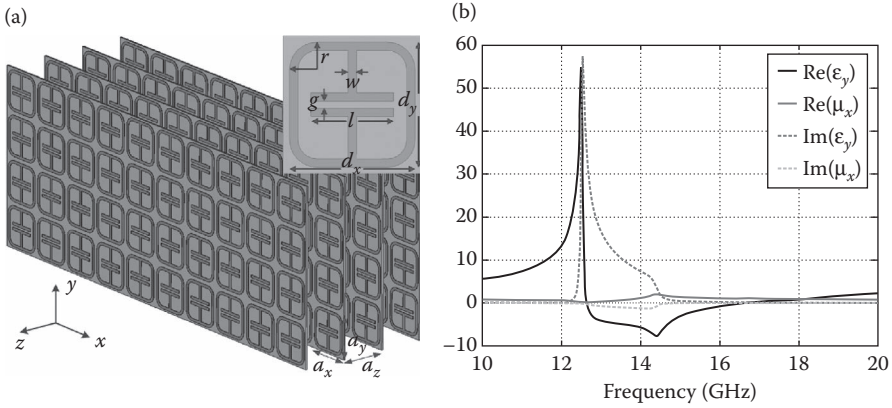 (a)
r
w
g
d_y
l
d_x
y
z
x
a_y
a_x
a_z
(b)
60
50
40
30
20
10
0
−10
10
12
14
16
18
20
Frequency (GHz)
Re(ε_y)
Re(μ_x)
Im(ε_y)
Im(μ_x)